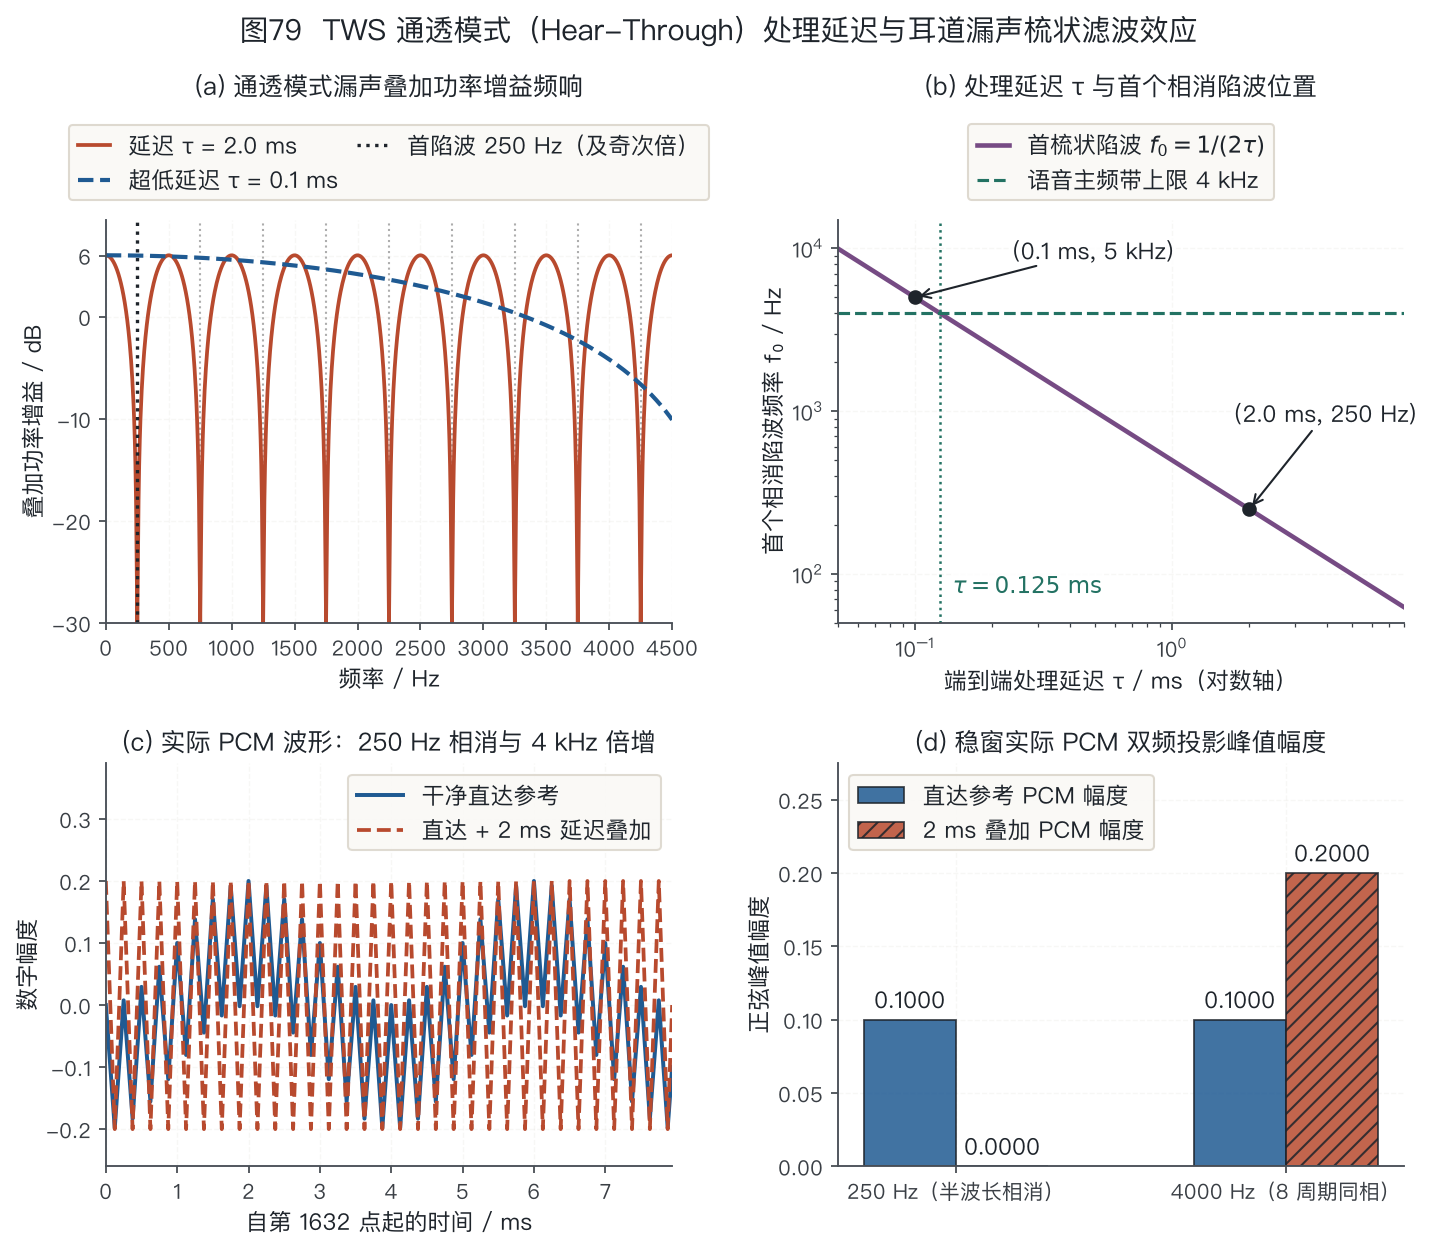 图79 TWS 通透模式（Hear–Through）处理延迟与耳道漏声梳状滤波效应
(a) 通透模式漏声叠加功率增益频响
延迟 τ = 2.0 ms
超低延迟 τ = 0.1 ms
首陷波 250 Hz（及奇次倍）
6
0
−10
−20
−30
叠加功率增益 / dB
0 500 1000 1500 2000 2500 3000 3500 4000 4500
频率 / Hz
(b) 处理延迟 τ 与首个相消陷波位置
首梳状陷波 f₀ = 1/(2τ)
语音主频带上限 4 kHz
(0.1 ms, 5 kHz)
(2.0 ms, 250 Hz)
τ = 0.125 ms
10⁴
10³
10²
首个相消陷波频率 f₀ / Hz
10⁻¹ 10⁰
端到端处理延迟 τ / ms（对数轴）
(c) 实际 PCM 波形：250 Hz 相消与 4 kHz 倍增
干净直达参考
直达 + 2 ms 延迟叠加
0.3
0.2
0.1
0.0
−0.1
−0.2
数字幅度
0 1 2 3 4 5 6 7
自第 1632 点起的时间 / ms
(d) 稳窗实际 PCM 双频投影峰值幅度
直达参考 PCM 幅度
2 ms 叠加 PCM 幅度
0.25
0.20
0.15
0.10
0.05
0.00
正弦峰值幅度
0.1000
0.0000
0.1000
0.2000
250 Hz（半波长相消）
4000 Hz（8 周期同相）